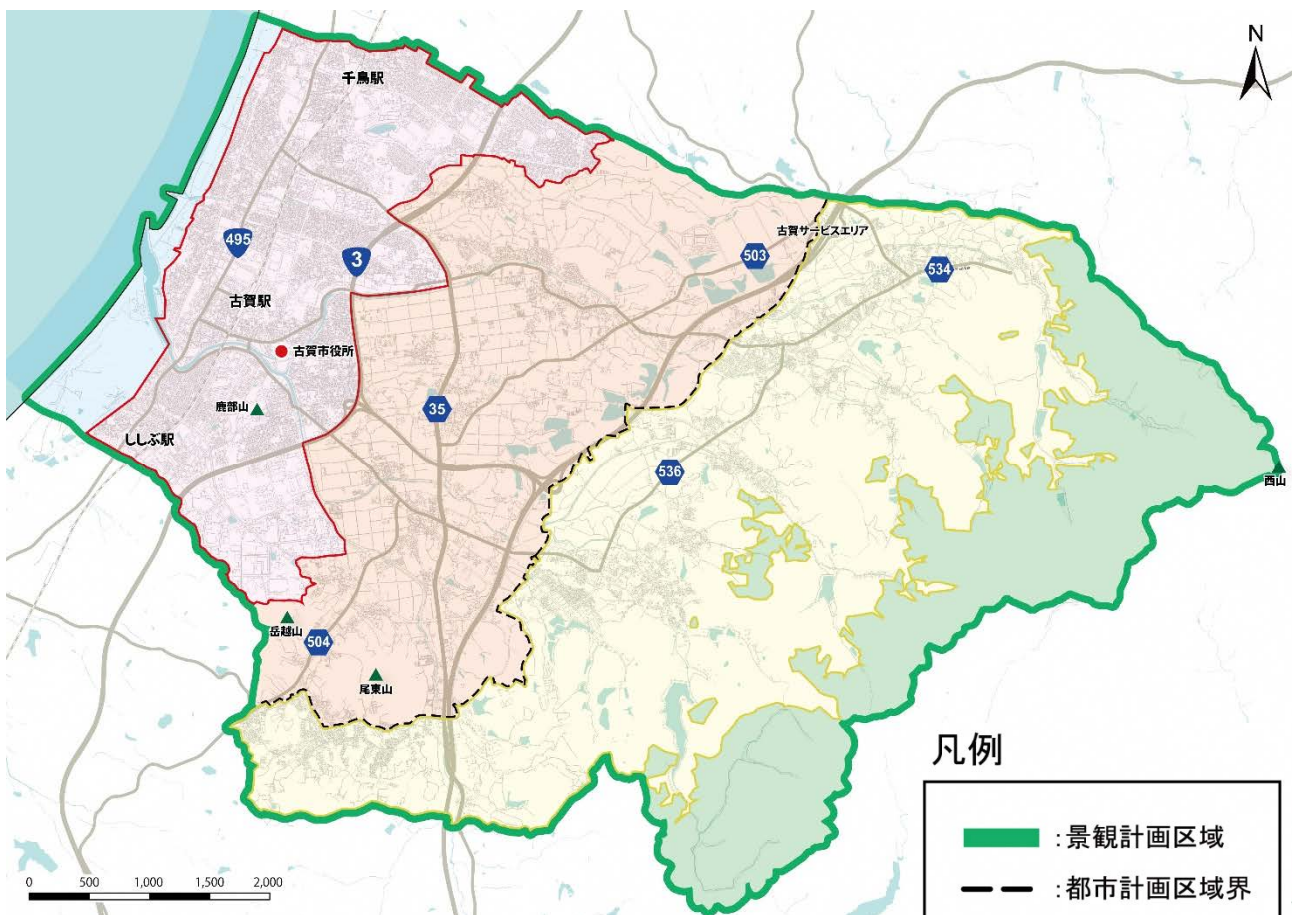 N
千鳥駅
495
3
古賀サービスエリア
503
534
古賀駅
古賀市役所
鹿部山
35
ししぶ駅
536
西山
岳越山
504
尾東山
凡例
:景観計画区域
:都市計画区域界
0 500 1,000 1,500 2,000